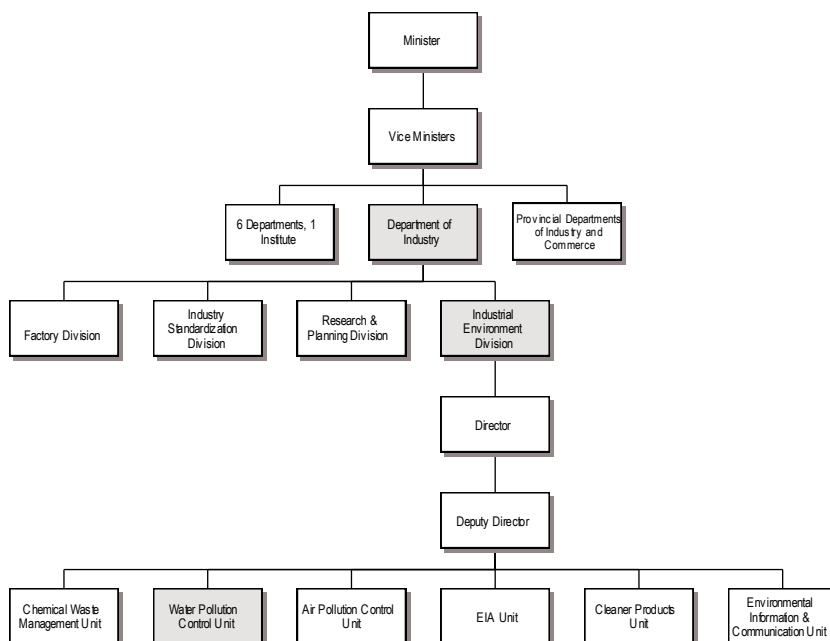 Minister
Vice Ministers
6 Departments, 1
Institute
Department of
Industry
Provincial Departments
of Industry and
Commerce
Factory Division
Industry
Standardization
Division
Research &
Planning Division
Industrial
Environment
Division
Director
Deputy Director
Chemical Waste
Management Unit
Water Pollution
Control Unit
Air Pollution Control
Unit
EIA Unit
Cleaner Products
Unit
Environmental
Information &
Communication Unit